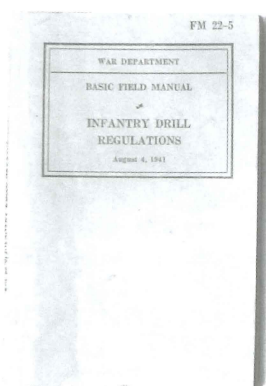 FM 22-5
WAR DEPARTMENT
BASIC FIELD MANUAL
INFANTRY DRILL
REGULATIONS
August 4, 1941